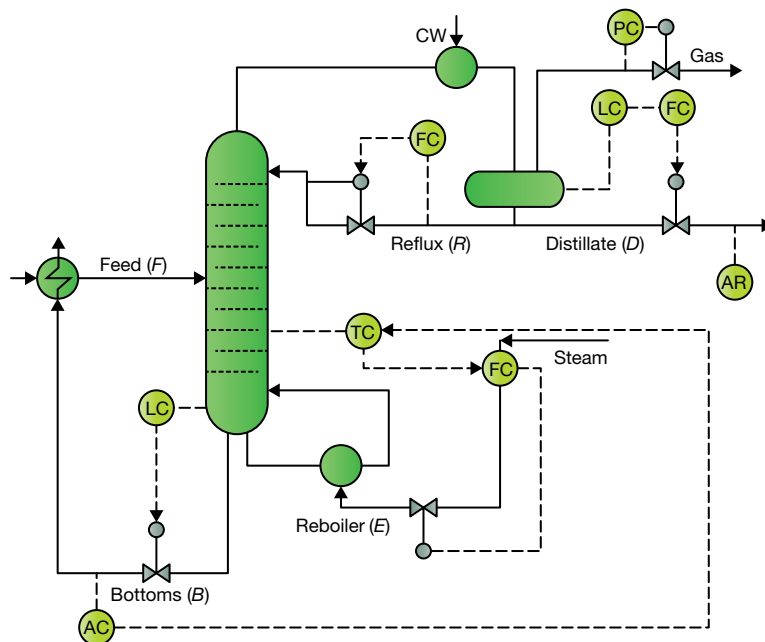 PC
CW
Gas
LC
FC
FC
Reflux (R)
Distillate (D)
Feed (F)
AR
TC
Steam
FC
LC
Reboiler (E)
Bottoms (B)
AC